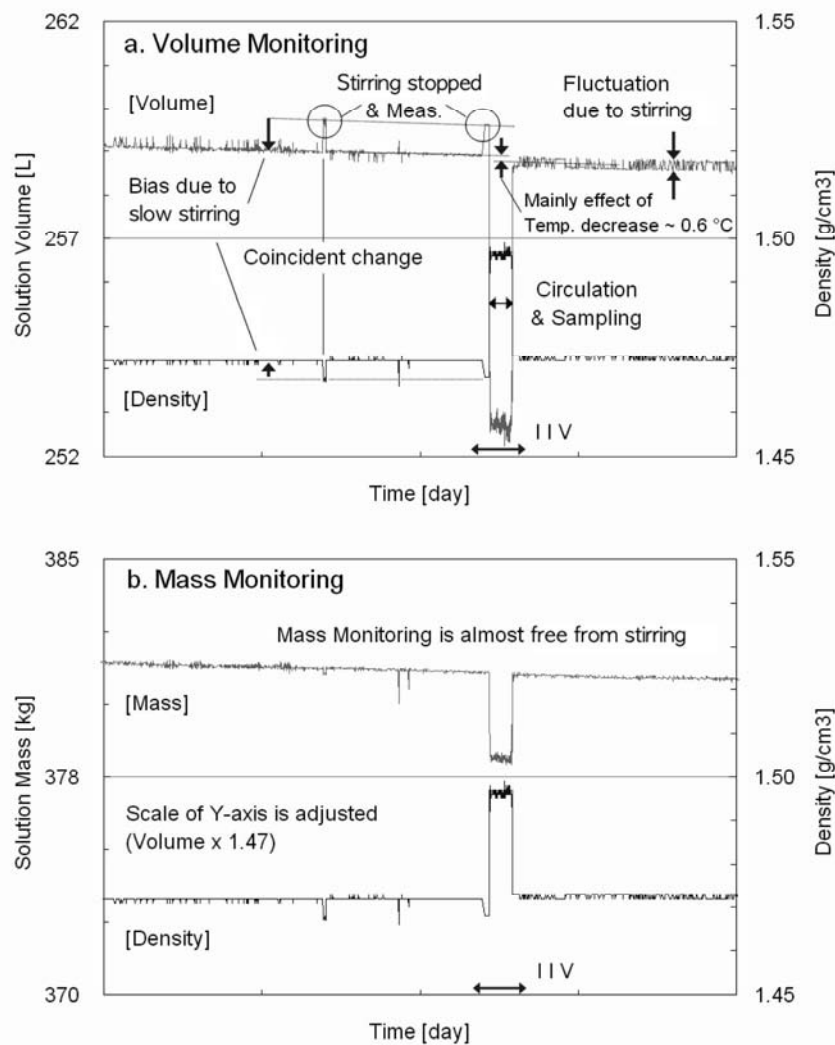 262
1.55
a. Volume Monitoring
Stirring stopped
& Meas.
Fluctuation
due to stirring
[Volume]
Bias due to
slow stirring
Mainly effect of
Temp. decrease ~ 0.6 °C
Solution Volume [L]
257
1.50
Density [g/cm3]
Coincident change
Circulation
& Sampling
[Density]
I I V
252
1.45
Time [day]
385
1.55
b. Mass Monitoring
Mass Monitoring is almost free from stirring
[Mass]
Solution Mass [kg]
378
1.50
Density [g/cm3]
Scale of Y-axis is adjusted
(Volume x 1.47)
[Density]
I I V
370
1.45
Time [day]